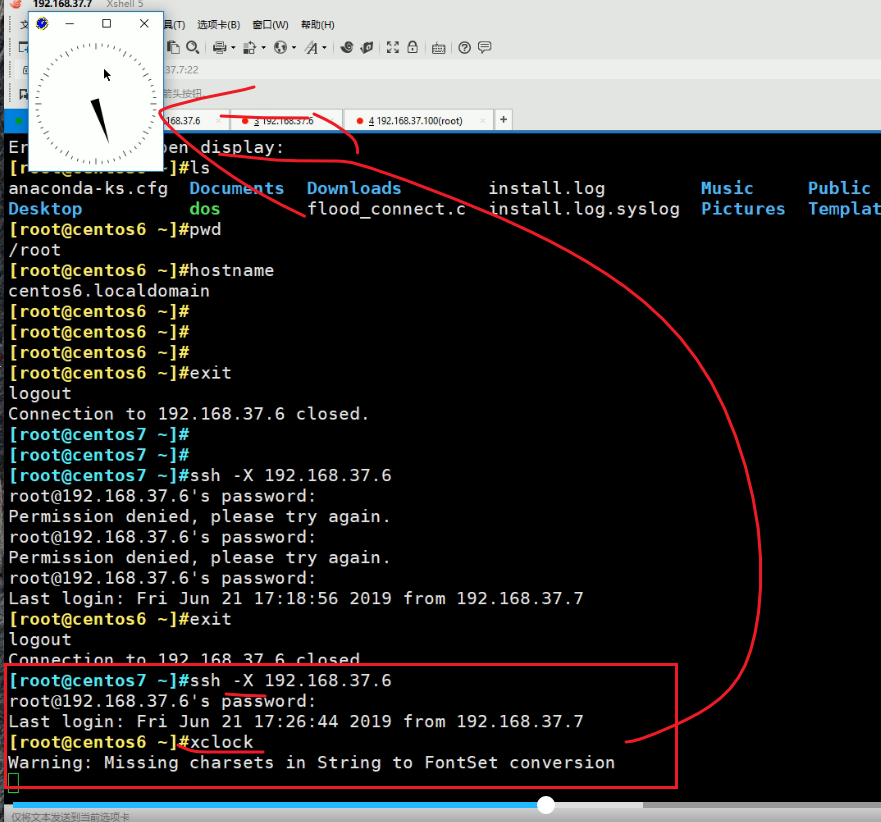 192.168.37.7 Xshell 5
具(T) 选项卡(B) 窗口(W) 帮助(H)
37.7:22
箭头按钮
168.37.6 3 192.168.37.6 4 192.168.37.100(root) +
en display:
[root@centos6 ~]#ls
anaconda-ks.cfg Documents Downloads install.log Music Public
Desktop dos flood_connect.c install.log.syslog Pictures Templat
[root@centos6 ~]#pwd
/root
[root@centos6 ~]#hostname
centos6.localdomain
[root@centos6 ~]#
[root@centos6 ~]#
[root@centos6 ~]#
[root@centos6 ~]#exit
logout
Connection to 192.168.37.6 closed.
[root@centos7 ~]#
[root@centos7 ~]#
[root@centos7 ~]#ssh -X 192.168.37.6
root@192.168.37.6's password:
Permission denied, please try again.
root@192.168.37.6's password:
Permission denied, please try again.
root@192.168.37.6's password:
Last login: Fri Jun 21 17:18:56 2019 from 192.168.37.7
[root@centos6 ~]#exit
logout
Connection to 192.168.37.6 closed
[root@centos7 ~]#ssh -X 192.168.37.6
root@192.168.37.6's password:
Last login: Fri Jun 21 17:26:44 2019 from 192.168.37.7
[root@centos6 ~]#xclock
Warning: Missing charsets in String to FontSet conversion
仅将文本发送到当前选项卡